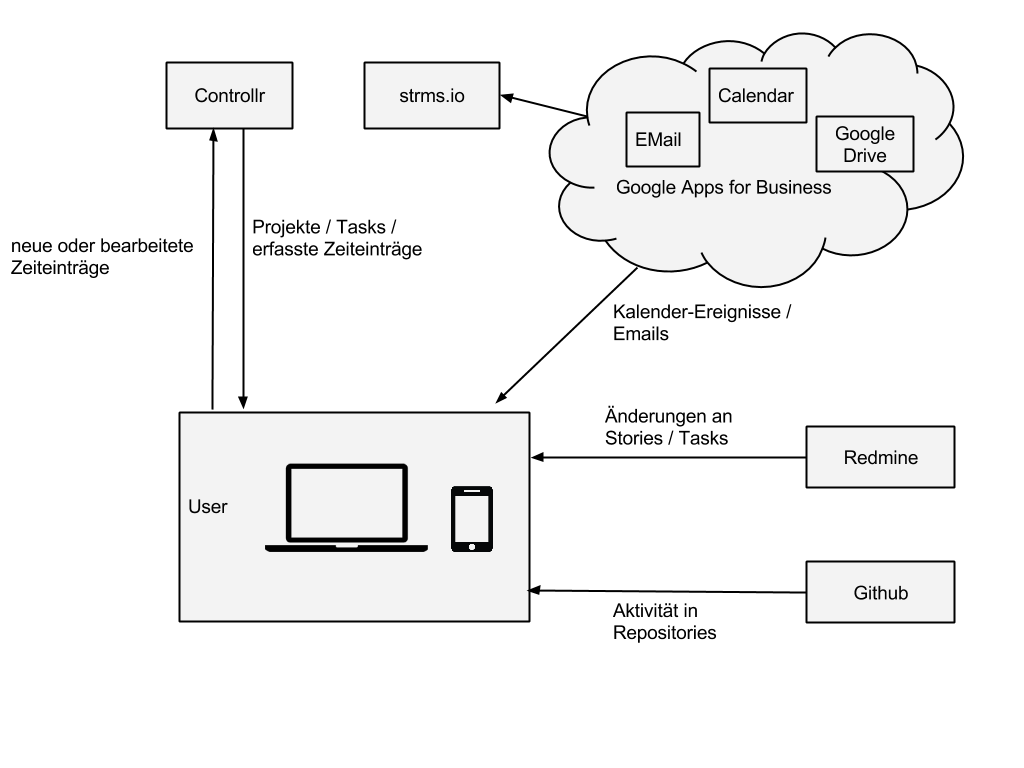 Controllr
strms.io
Calendar
EMail
Google
Drive
Google Apps for Business
neue oder bearbeitete
Zeiteinträge
Projekte / Tasks /
erfasste Zeiteinträge
Kalender-Ereignisse /
Emails
Änderungen an
Stories / Tasks
Redmine
User
Github
Aktivität in
Repositories